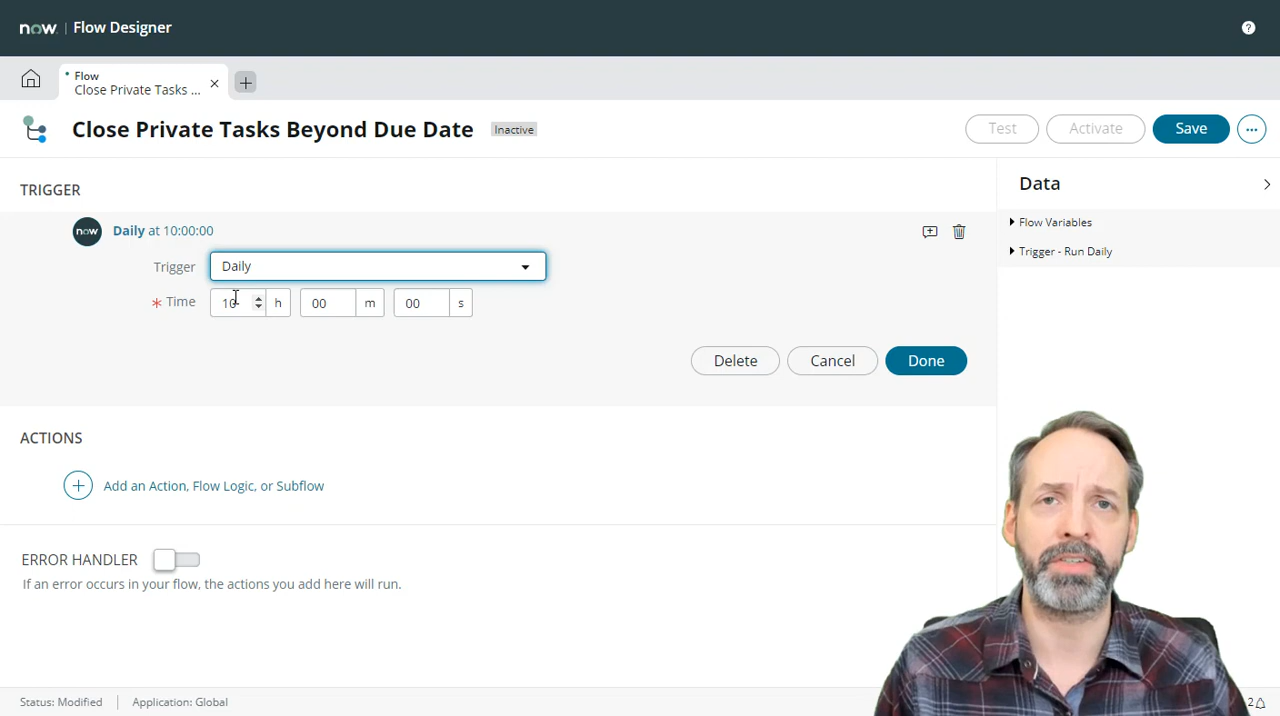 now. | Flow Designer
Flow
Close Private Tasks ...
Close Private Tasks Beyond Due Date
Inactive
Test
Activate
Save
TRIGGER
Data
now
Daily at 10:00:00
Flow Variables
Trigger
Daily
Trigger - Run Daily
* Time
10
h
00
m
00
s
Delete
Cancel
Done
ACTIONS
Add an Action, Flow Logic, or Subflow
ERROR HANDLER
If an error occurs in your flow, the actions you add here will run.
Status: Modified
Application: Global
2